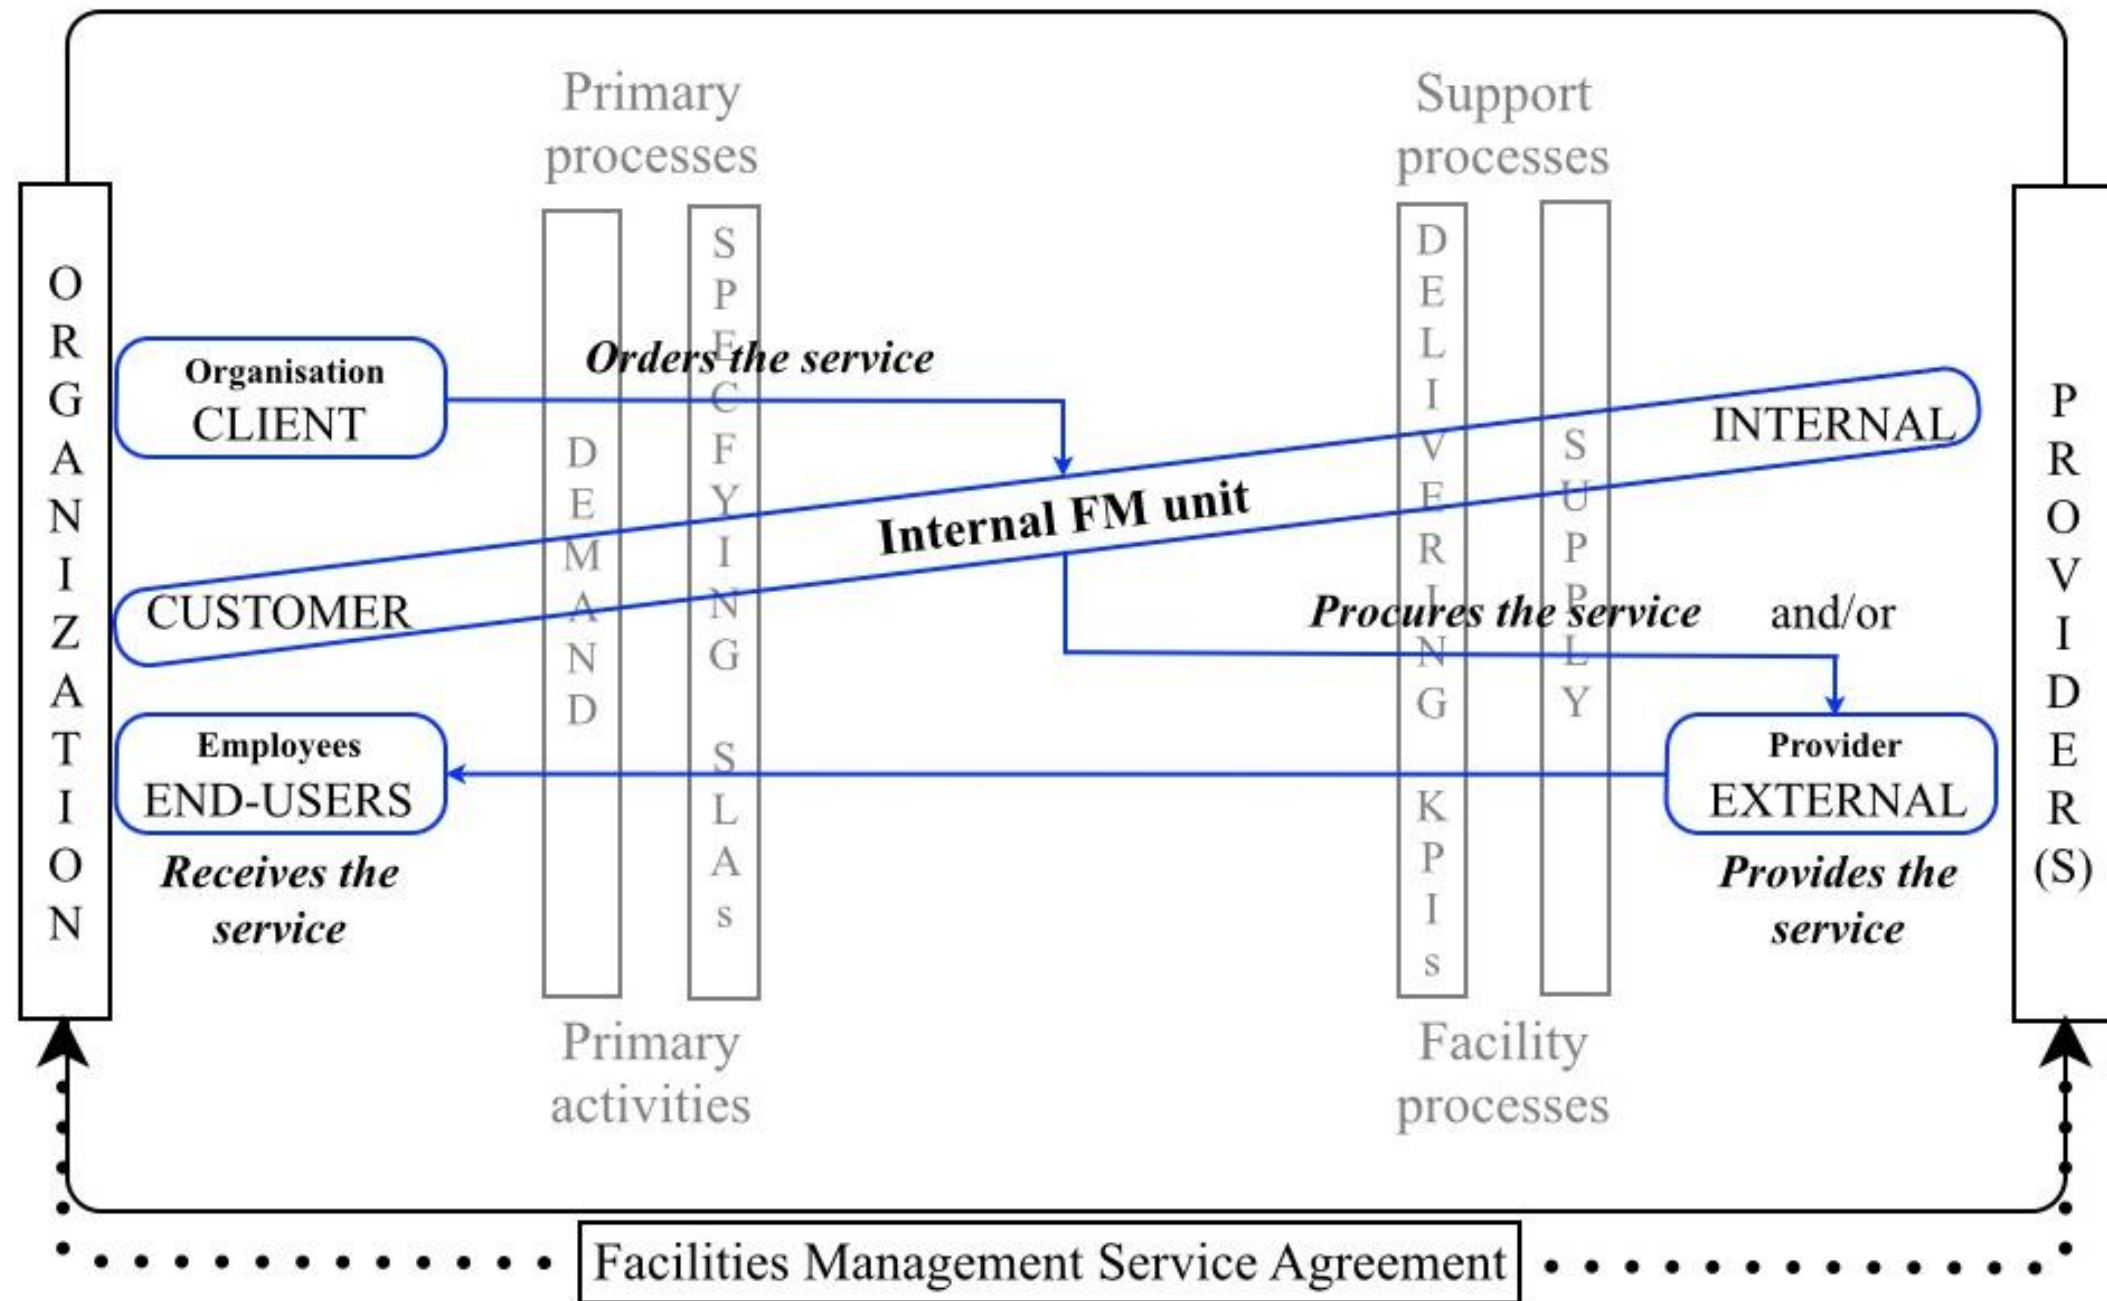 Primary
processes
Support
processes
ORGANIZATION
DEMAND
SPECFYING SLAs
DELIVERING KPIs
SUPPLY
PROVIDER(S)
Organisation
CLIENT
Orders the service
INTERNAL
Internal FM unit
CUSTOMER
Procures the service
and/or
Employees
END-USERS
Receives the
service
Provider
EXTERNAL
Provides the
service
Primary
activities
Facility
processes
Facilities Management Service Agreement